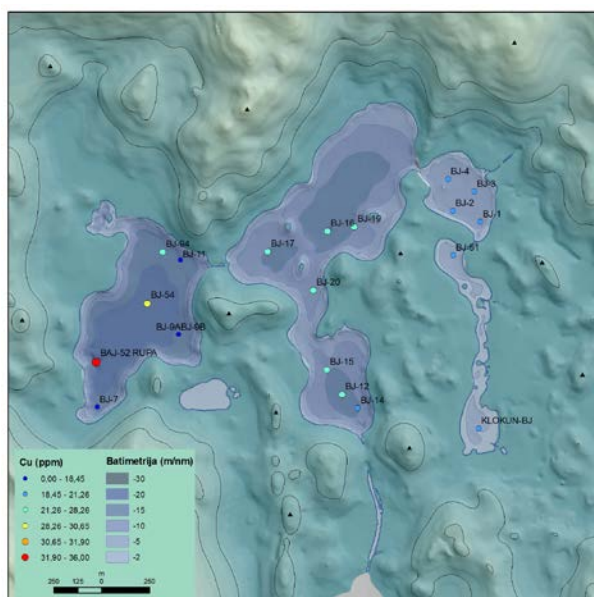 BJ-4
BJ-3
BJ-2
BJ-1
BJ-16
BJ-19
BJ-94
BJ-11
BJ-17
BJ-51
BJ-20
BJ-54
BJ-9ABJ-9B
BAJ-52 RUPA
BJ-15
BJ-12
BJ-7
BJ-14
KLOKUN-BJ
Cu (ppm)
Batimetrija (m/nm)
0,00 - 18,45
-30
18,45 - 21,26
-20
21,26 - 28,26
-15
28,26 - 30,65
-10
30,65 - 31,90
-5
31,90 - 36,00
-2
m
250 125 0 250